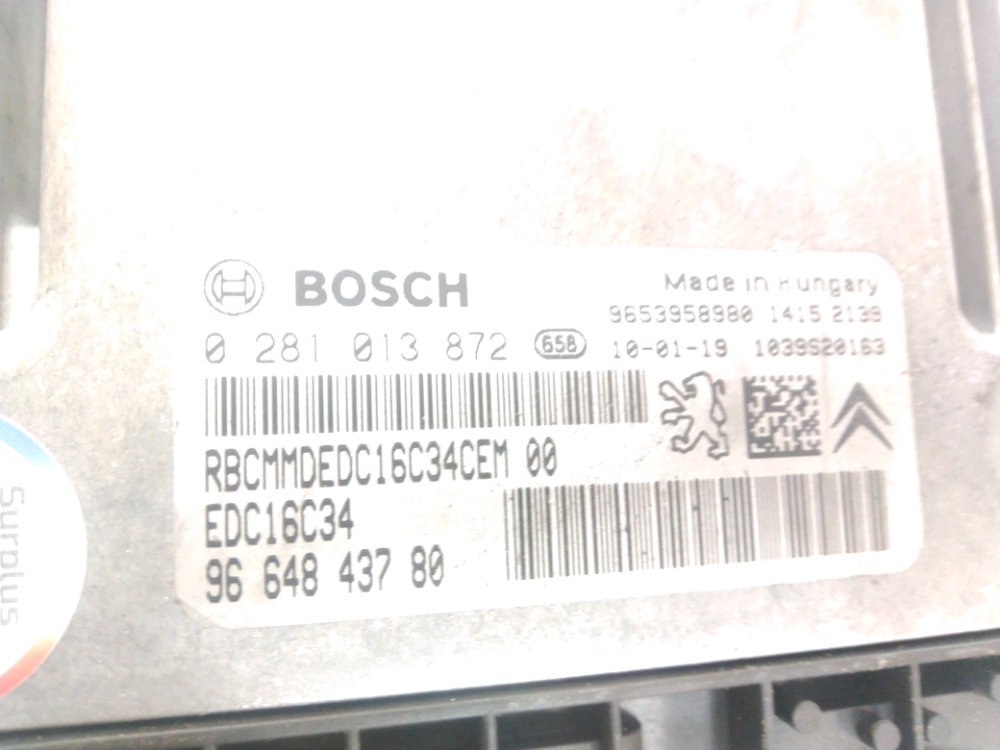 BOSCH
Made in Hungary
9653958980 1415 2139
0 281 013 872 658 10-01-19 1039S20163
RBCMMDEDC16C34CEM 00
EDC16C34
96 648 437 80
Surplus